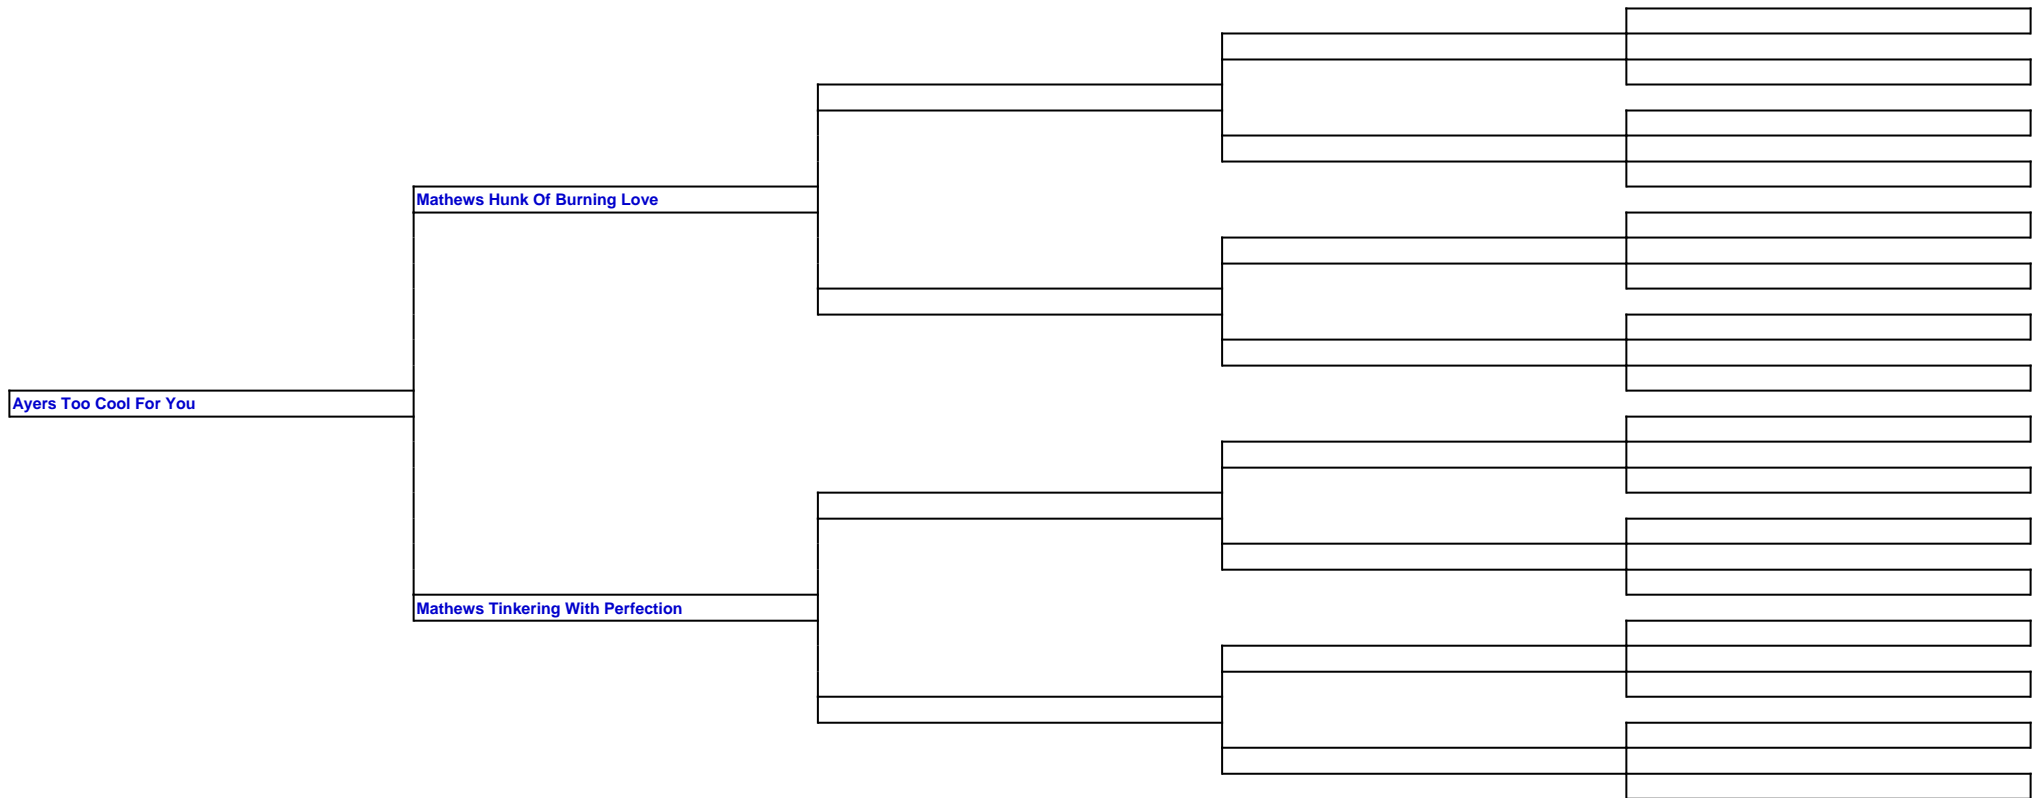 Mathews Hunk Of Burning Love
Ayers Too Cool For You
Mathews Tinkering With Perfection